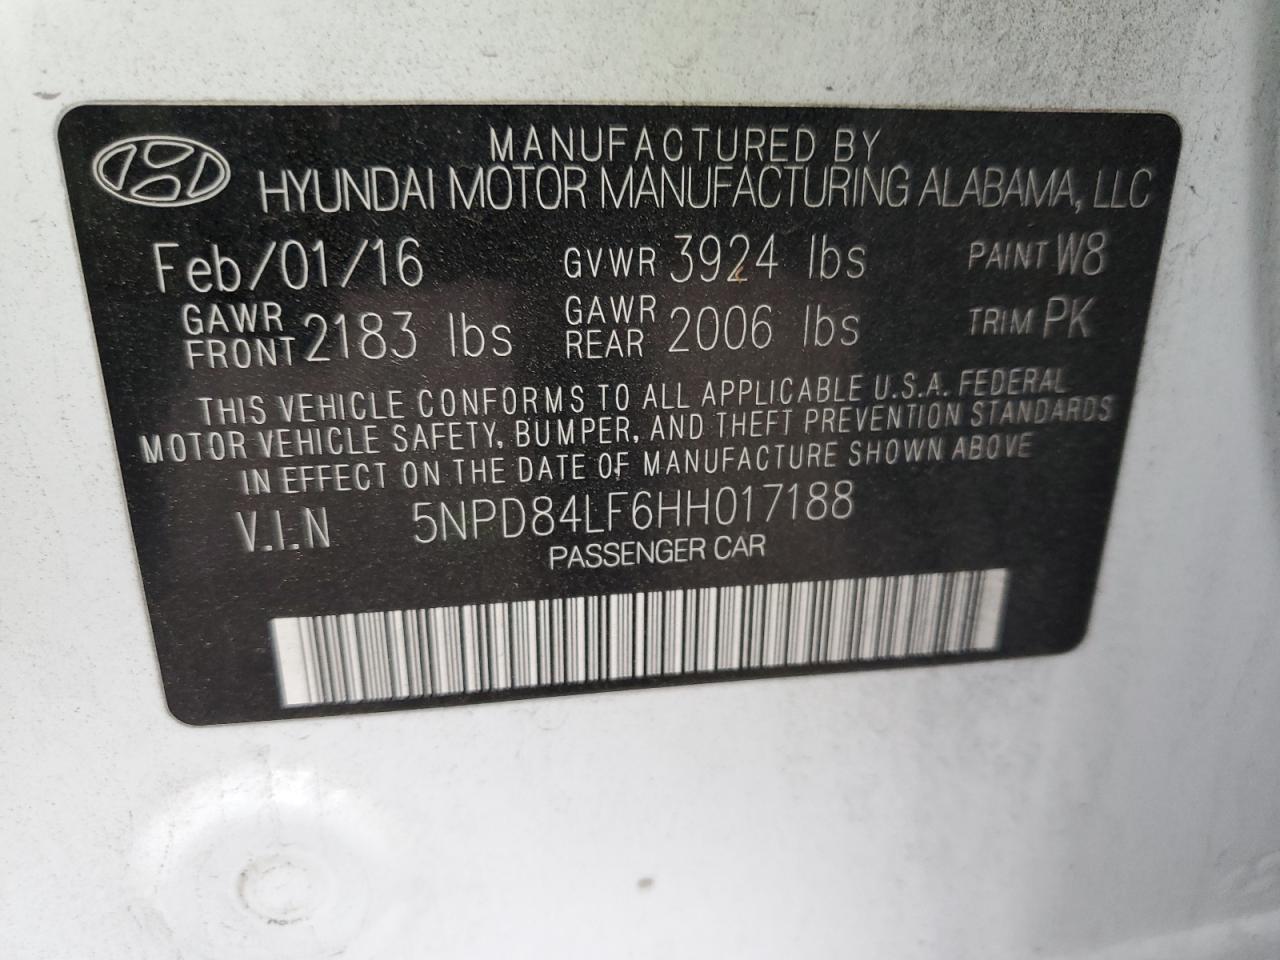 MANUFACTURED BY
HYUNDAI MOTOR MANUFACTURING ALABAMA, LLC
Feb/01/16 GVWR 3924 lbs PAINT W8
GAWR FRONT 2183 lbs GAWR REAR 2006 lbs TRIM PK
THIS VEHICLE CONFORMS TO ALL APPLICABLE U.S.A. FEDERAL
MOTOR VEHICLE SAFETY, BUMPER, AND THEFT PREVENTION STANDARDS
IN EFFECT ON THE DATE OF MANUFACTURE SHOWN ABOVE
V.I.N 5NPD84LF6HH017188
PASSENGER CAR